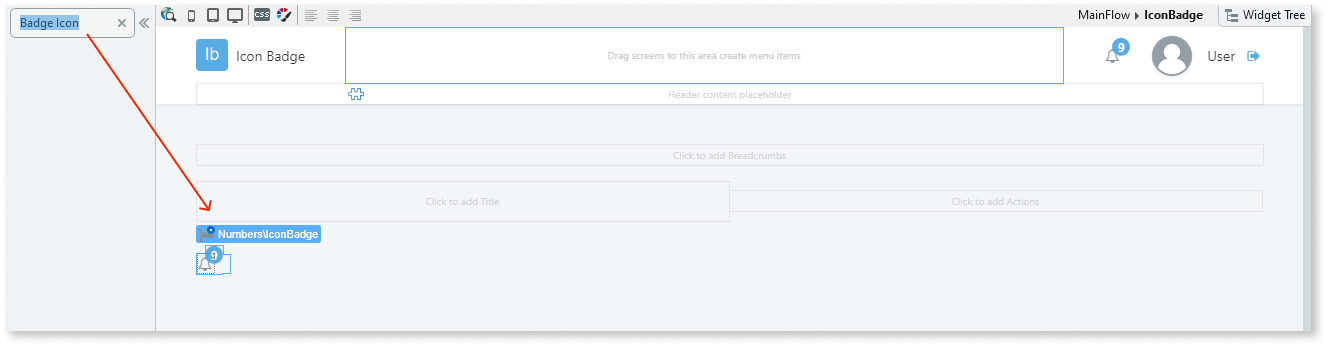 Badge Icon
CSS
MainFlow IconBadge
Widget Tree
Ib Icon Badge
Drag screens to this area create menu items
9
User
Header content placeholder
Click to add Breadcrumbs
Click to add Title
Click to add Actions
Numbers\IconBadge
9